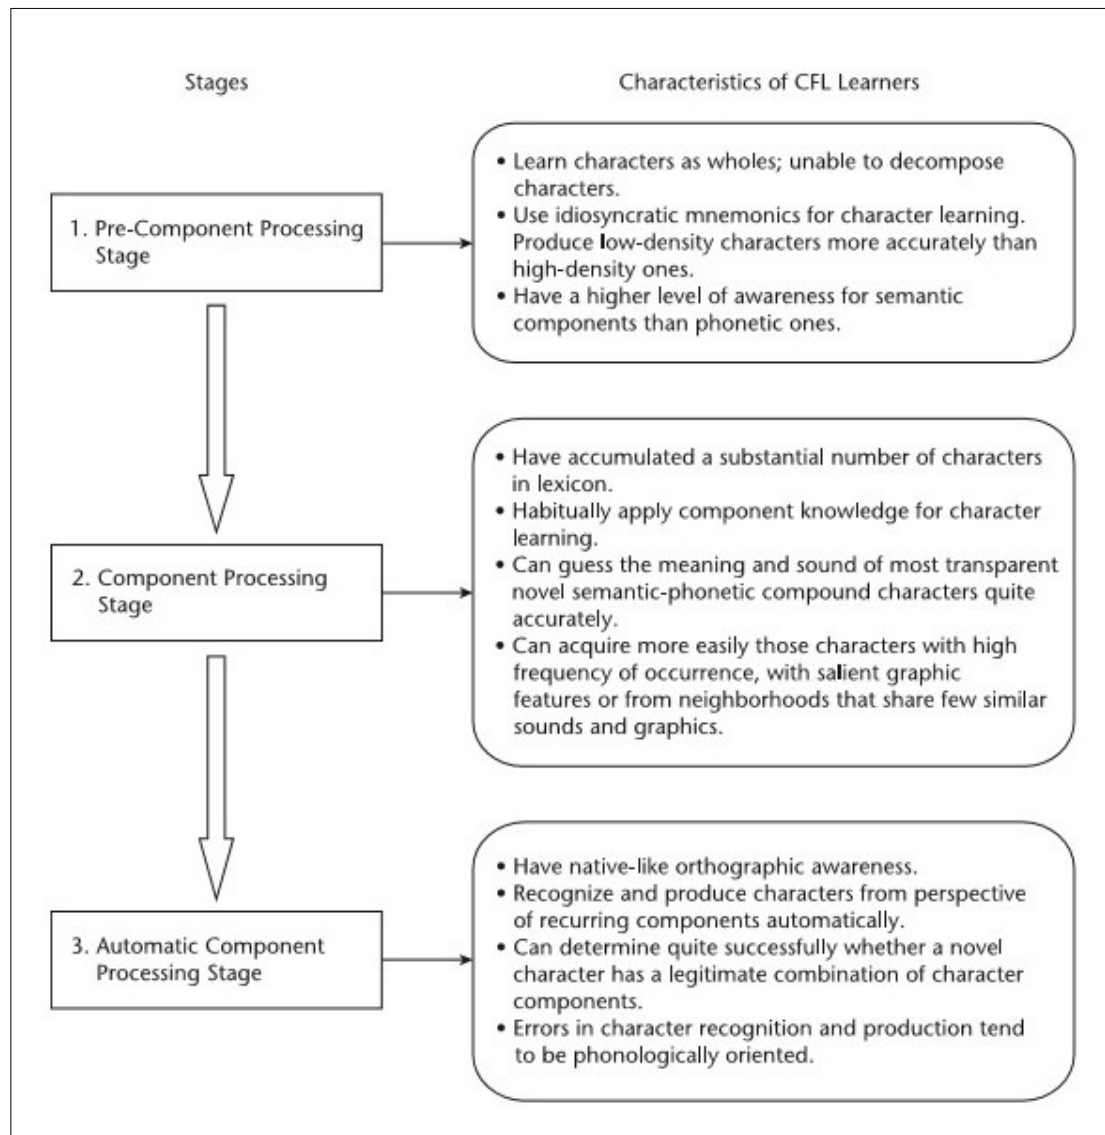 Stages
Characteristics of CFL Learners
1. Pre-Component Processing
Stage
• Learn characters as wholes; unable to decompose
characters.
• Use idiosyncratic mnemonics for character learning.
Produce low-density characters more accurately than
high-density ones.
• Have a higher level of awareness for semantic
components than phonetic ones.
2. Component Processing
Stage
• Have accumulated a substantial number of characters
in lexicon.
• Habitually apply component knowledge for character
learning.
• Can guess the meaning and sound of most transparent
novel semantic-phonetic compound characters quite
accurately.
• Can acquire more easily those characters with high
frequency of occurrence, with salient graphic
features or from neighborhoods that share few similar
sounds and graphics.
3. Automatic Component
Processing Stage
• Have native-like orthographic awareness.
• Recognize and produce characters from perspective
of recurring components automatically.
• Can determine quite successfully whether a novel
character has a legitimate combination of character
components.
• Errors in character recognition and production tend
to be phonologically oriented.